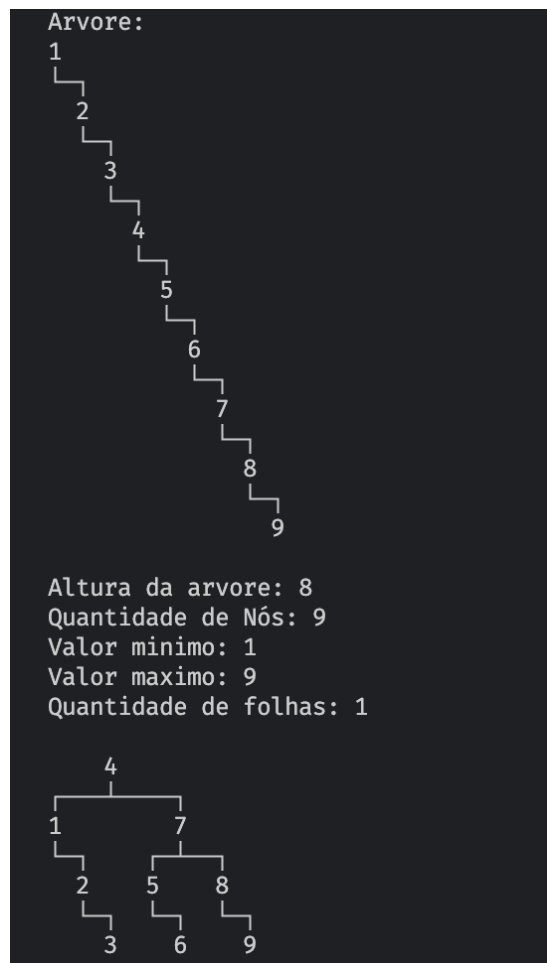 Arvore:
1
2
3
4
5
6
7
8
9
Altura da arvore: 8
Quantidade de Nós: 9
Valor minimo: 1
Valor maximo: 9
Quantidade de folhas: 1
4
1 7
2 5 8
3 6 9